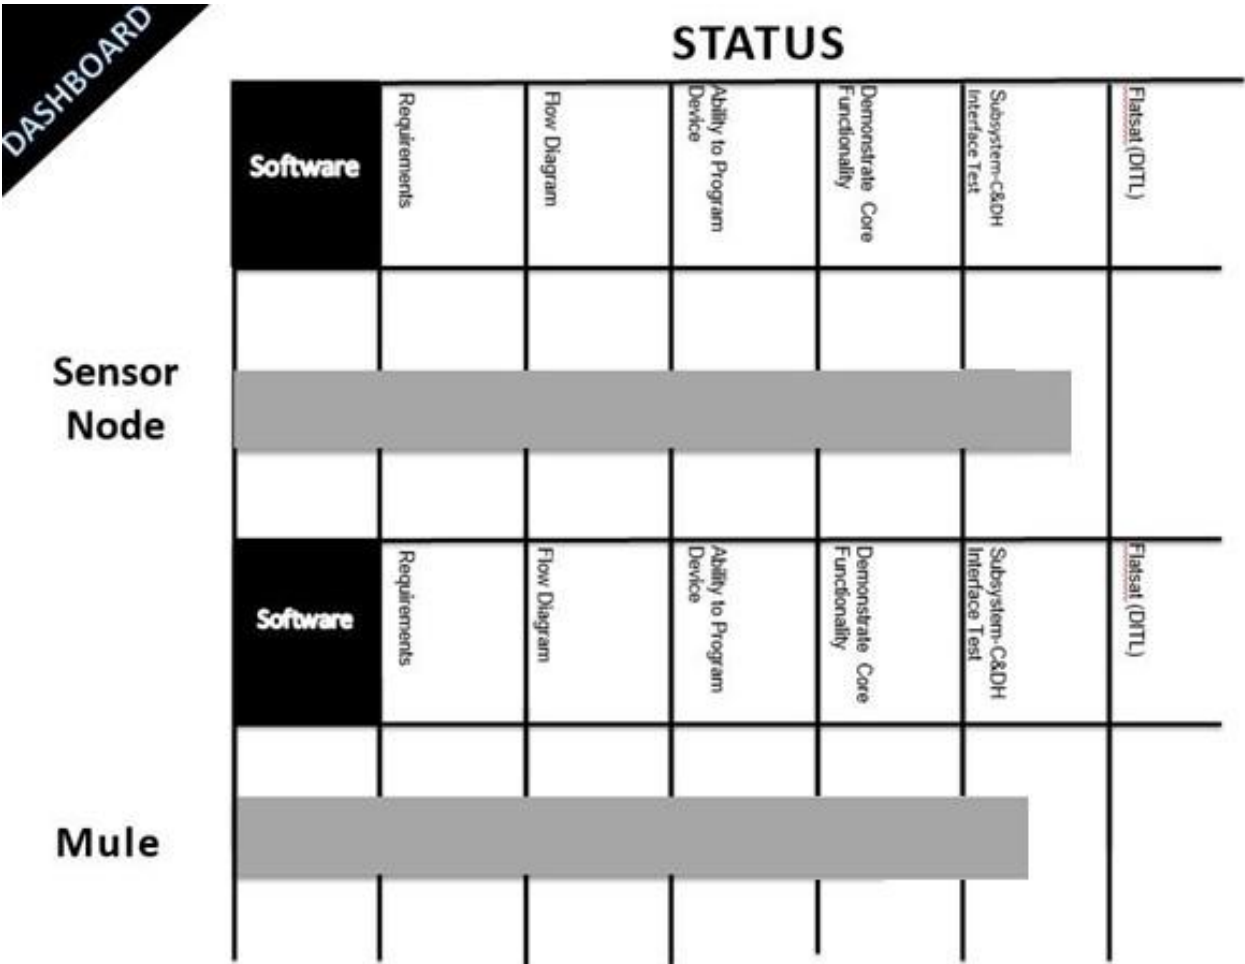 DASHBOARD
STATUS
Software
Requirements
Flow Diagram
Ability to Program
Device
Demonstrate Core
Functionality
Subsystem-C&DH
Interface Test
Flatsat (DITL)
Sensor
Node
Software
Requirements
Flow Diagram
Ability to Program
Device
Demonstrate Core
Functionality
Subsystem-C&DH
Interface Test
Flatsat (DITL)
Mule